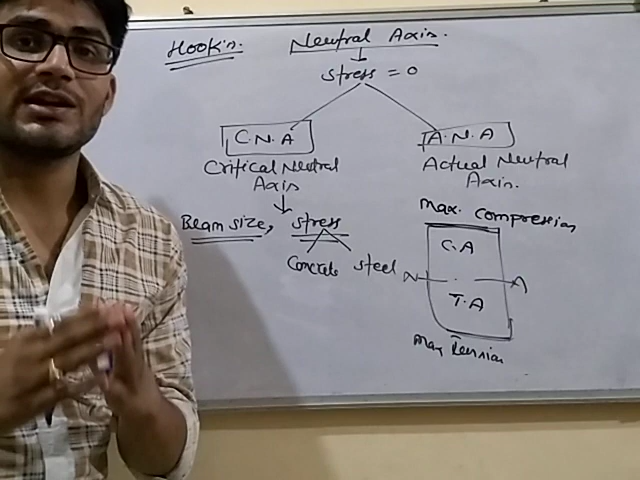 Hook's.
Neutral Axis.
stress = 0
C.N.A
Critical Neutral
Axis
Beam size, stress
Concrete steel
A.N.A
Actual Neutral
Axis.
Max. Compression
C.A
N A
T.A
Max Tension